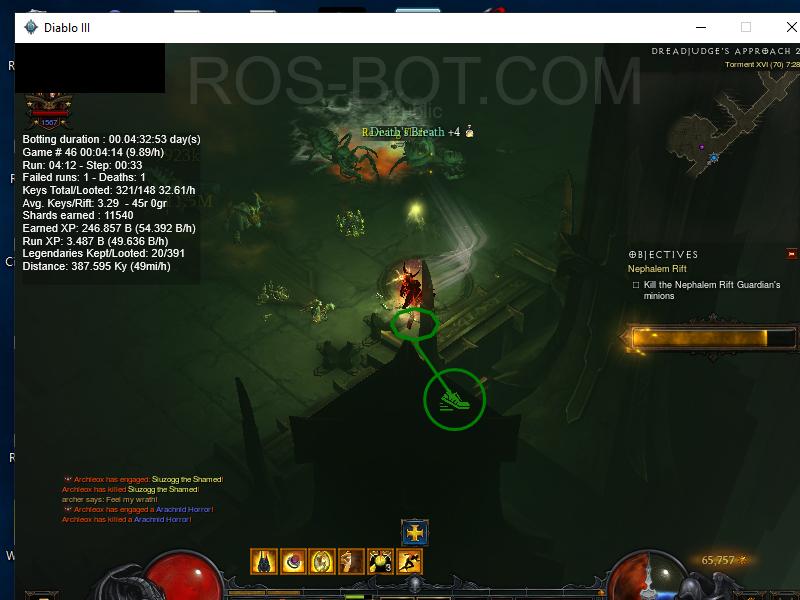 Diablo III
ROS-BOT.COM
DREADJUDGE'S APPROACH 2
Torment XVI (70) 7:28
Death's Breath +4
1567
Botting duration : 00.04:32:53 day(s)
Game # 46 00:04:14 (9.89/h)
Run: 04:12 - Step: 00:33
Failed runs: 1 - Deaths: 1
Keys Total/Looted: 321/148 32.61/h
Avg. Keys/Rift: 3.29 - 45r 0gr
Shards earned : 11540
Earned XP: 246.857 B (54.392 B/h)
Run XP: 3.487 B (49.636 B/h)
Legendaries Kept/Looted: 20/391
Distance: 387.595 Ky (49mi/h)
OBJECTIVES
Nephalem Rift
Kill the Nephalem Rift Guardian's
minions
Archleox has engaged: Siuzogg the Shamed!
Archleox has killed Siuzogg the Shamed!
archer says: Feel my wrath!
Archleox has engaged a Arachnid Horror!
Archleox has killed a Arachnid Horror!
3
65,757